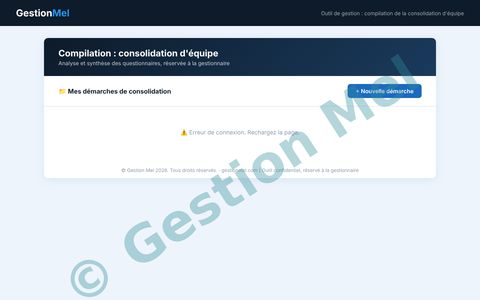 GestionMel
Outil de gestion : compilation de la consolidation d'équipe
Compilation : consolidation d'équipe
Analyse et synthèse des questionnaires, réservée à la gestionnaire
📁 Mes démarches de consolidation
+ Nouvelle démarche
⚠️ Erreur de connexion. Rechargez la page.
© Gestion Mel 2026. Tous droits réservés. - gestionmel.com | Outil confidentiel, réservé à la gestionnaire
© Gestion Mel